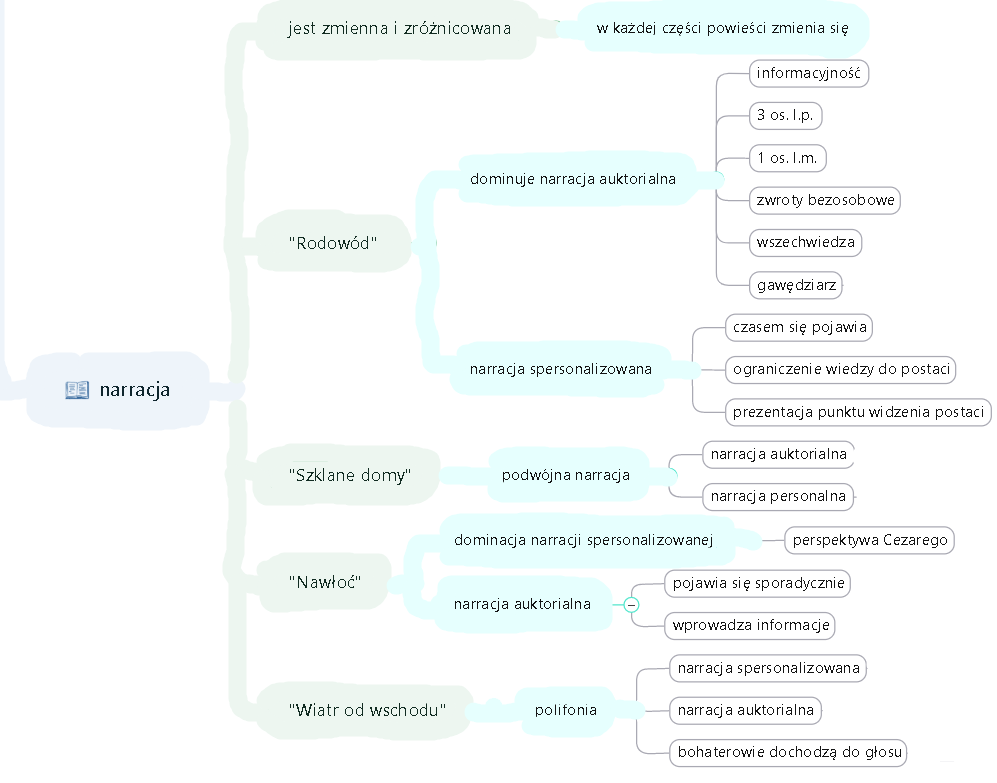 jest zmienna i zróżnicowana
w każdej części powieści zmienia się
"Rodowód"
dominuje narracja auktorialna
informacyjność
3 os. l.p.
1 os. l.m.
zwroty bezosobowe
wszechwiedza
gawędziarz
narracja spersonalizowana
czasem się pojawia
ograniczenie wiedzy do postaci
prezentacja punktu widzenia postaci
narracja
"Szklane domy"
podwójna narracja
narracja auktorialna
narracja personalna
"Nawłoć"
dominacja narracji spersonalizowanej
perspektywa Cezarego
narracja auktorialna
pojawia się sporadycznie
wprowadza informacje
"Wiatr od wschodu"
polifonia
narracja spersonalizowana
narracja auktorialna
bohaterowie dochodzą do głosu